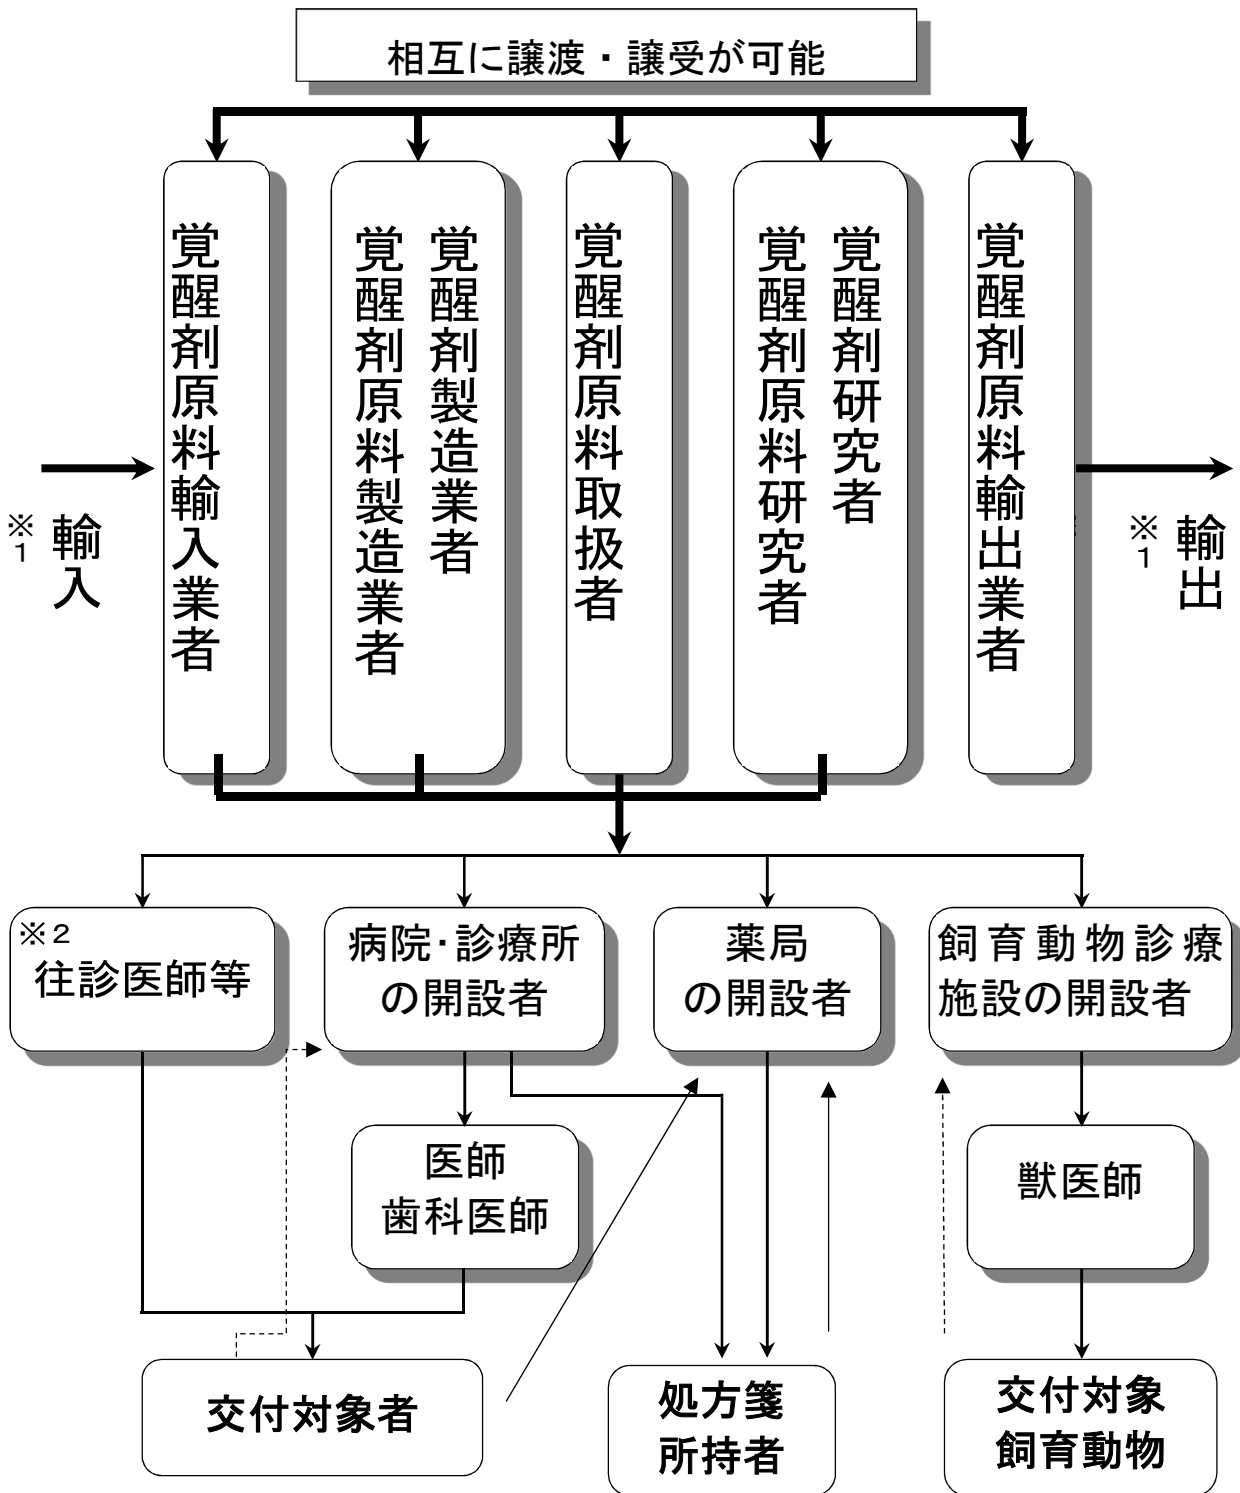 相互に譲渡・譲受が可能
覚醒剤原料輸入業者
覚醒剤製造業者
覚醒剤原料製造業者
覚醒剤原料取扱者
覚醒剤研究者
覚醒剤原料研究者
覚醒剤原料輸出業者
輸入
※1
輸出
※1
※2
往診医師等
病院・診療所
の開設者
薬局
の開設者
飼育動物診療
施設の開設者
医師
歯科医師
獣医師
交付対象者
処方箋
所持者
交付対象
飼育動物